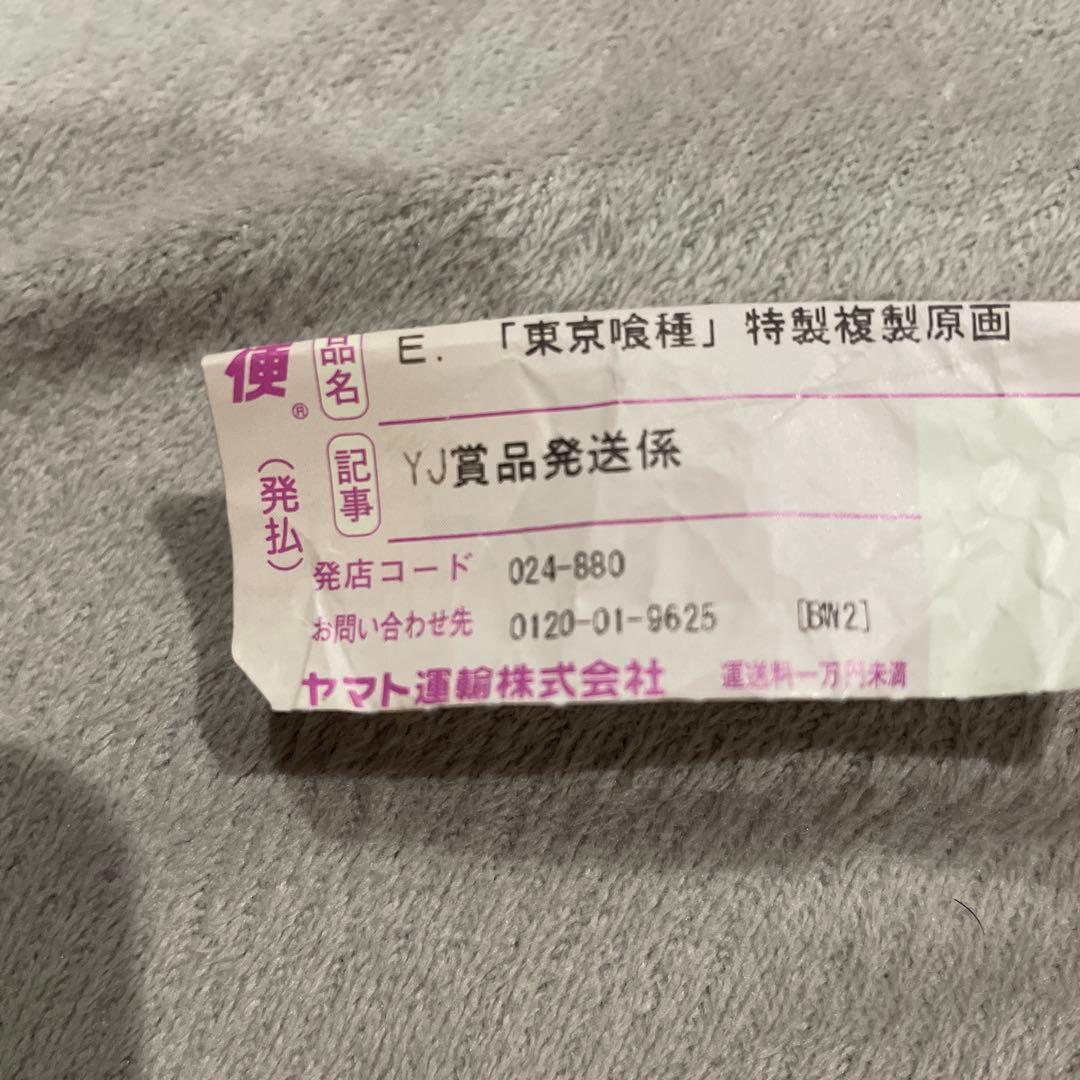 便®
(発払)
品名 E. 「東京喰種」特製複製原画
記事 YJ賞品発送係
発店コード 024-880
お問い合わせ先 0120-01-9625 [BW2]
ヤマト運輸株式会社 運送料一万円未満